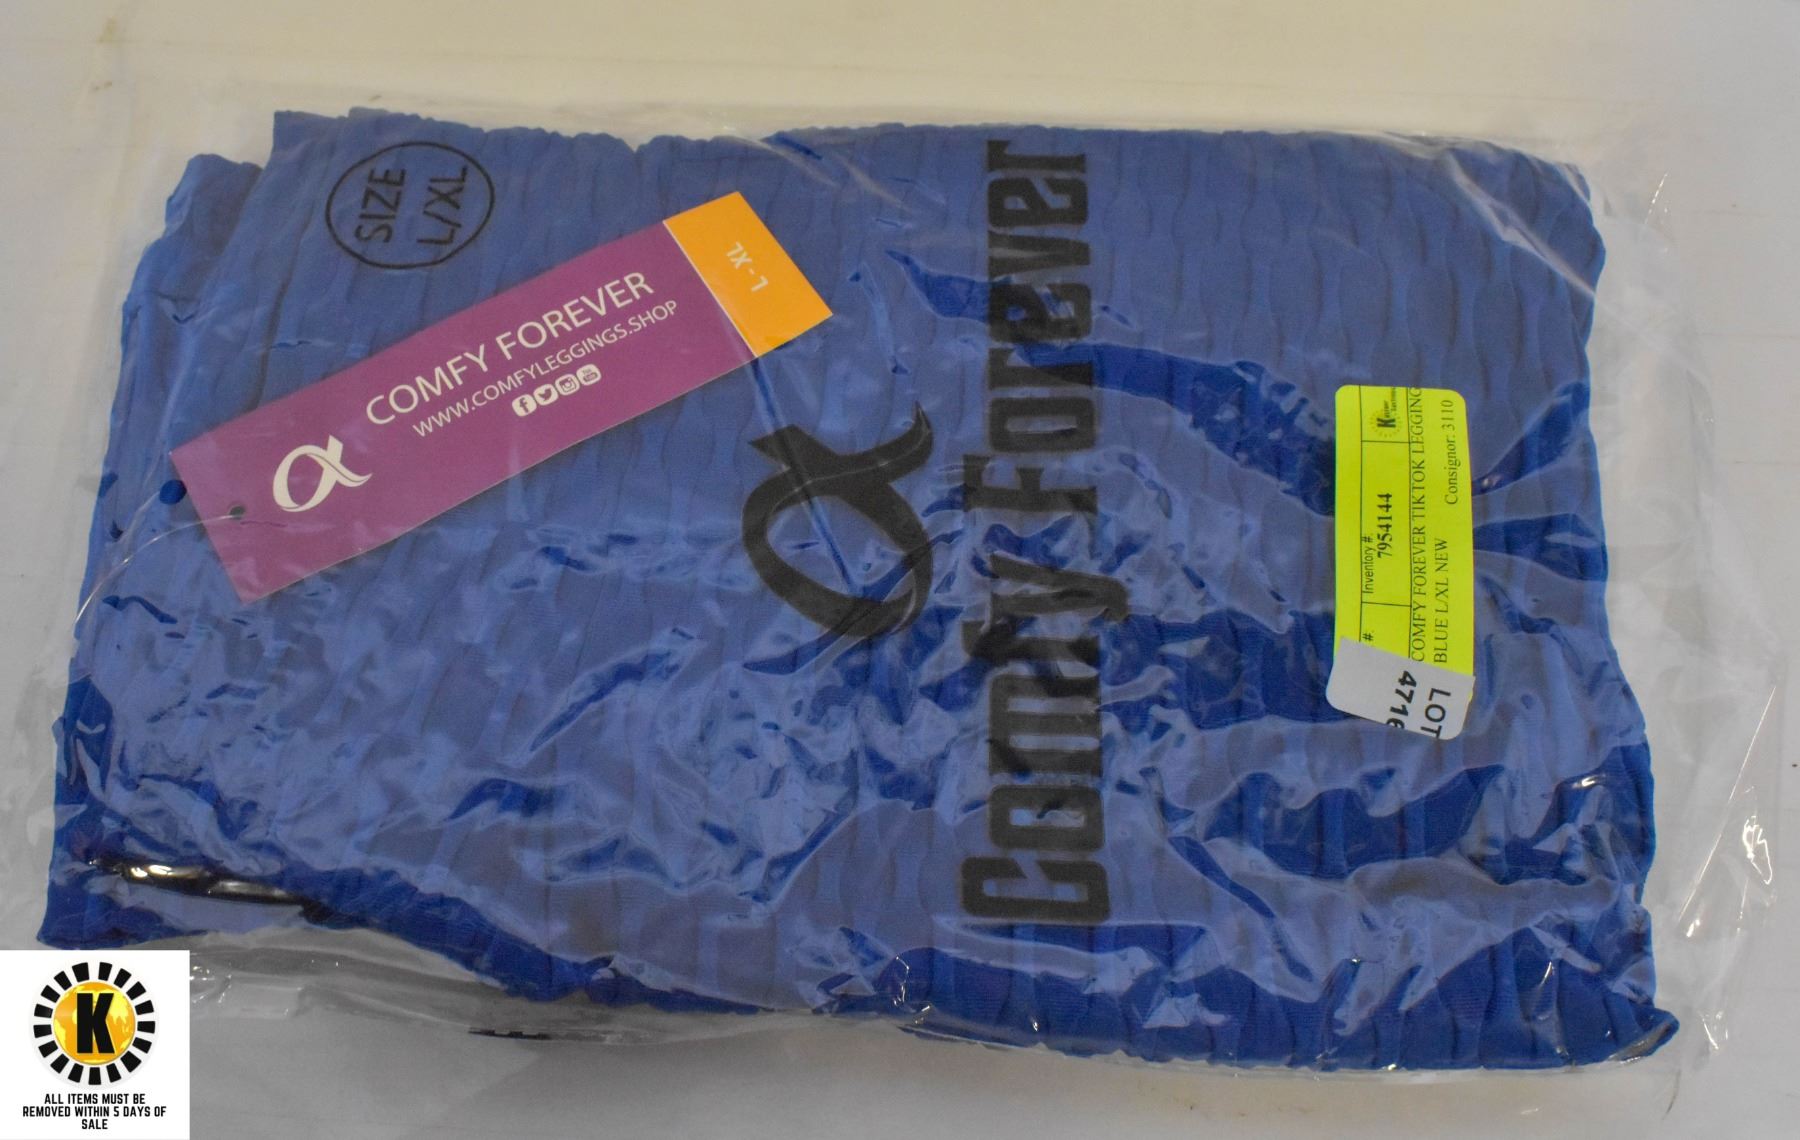 SIZE
L/XL
COMFY FOREVER
WWW.COMFYLEGGINGS.SHOP
L-XL
α
Comfy Forever
Inventory #:
7954144
#:
COMFY FOREVER TIKTOK LEGGING
BLUE L/XL NEW
Consignor: 3110
LOT
4716
K
ALL ITEMS MUST BE
REMOVED WITHIN 5 DAYS OF
SALE